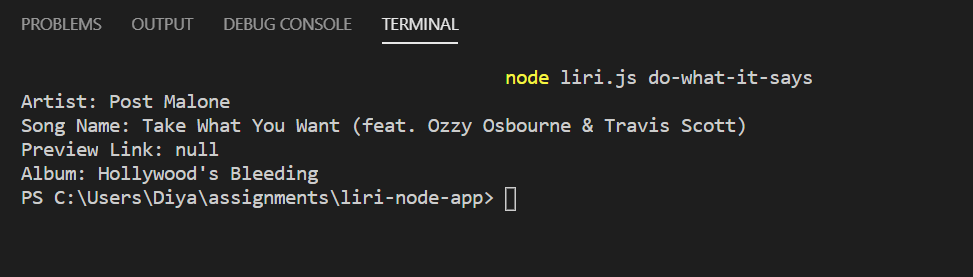 PROBLEMS OUTPUT DEBUG CONSOLE TERMINAL
node liri.js do-what-it-says
Artist: Post Malone
Song Name: Take What You Want (feat. Ozzy Osbourne & Travis Scott)
Preview Link: null
Album: Hollywood's Bleeding
PS C:\Users\Diya\assignments\liri-node-app>